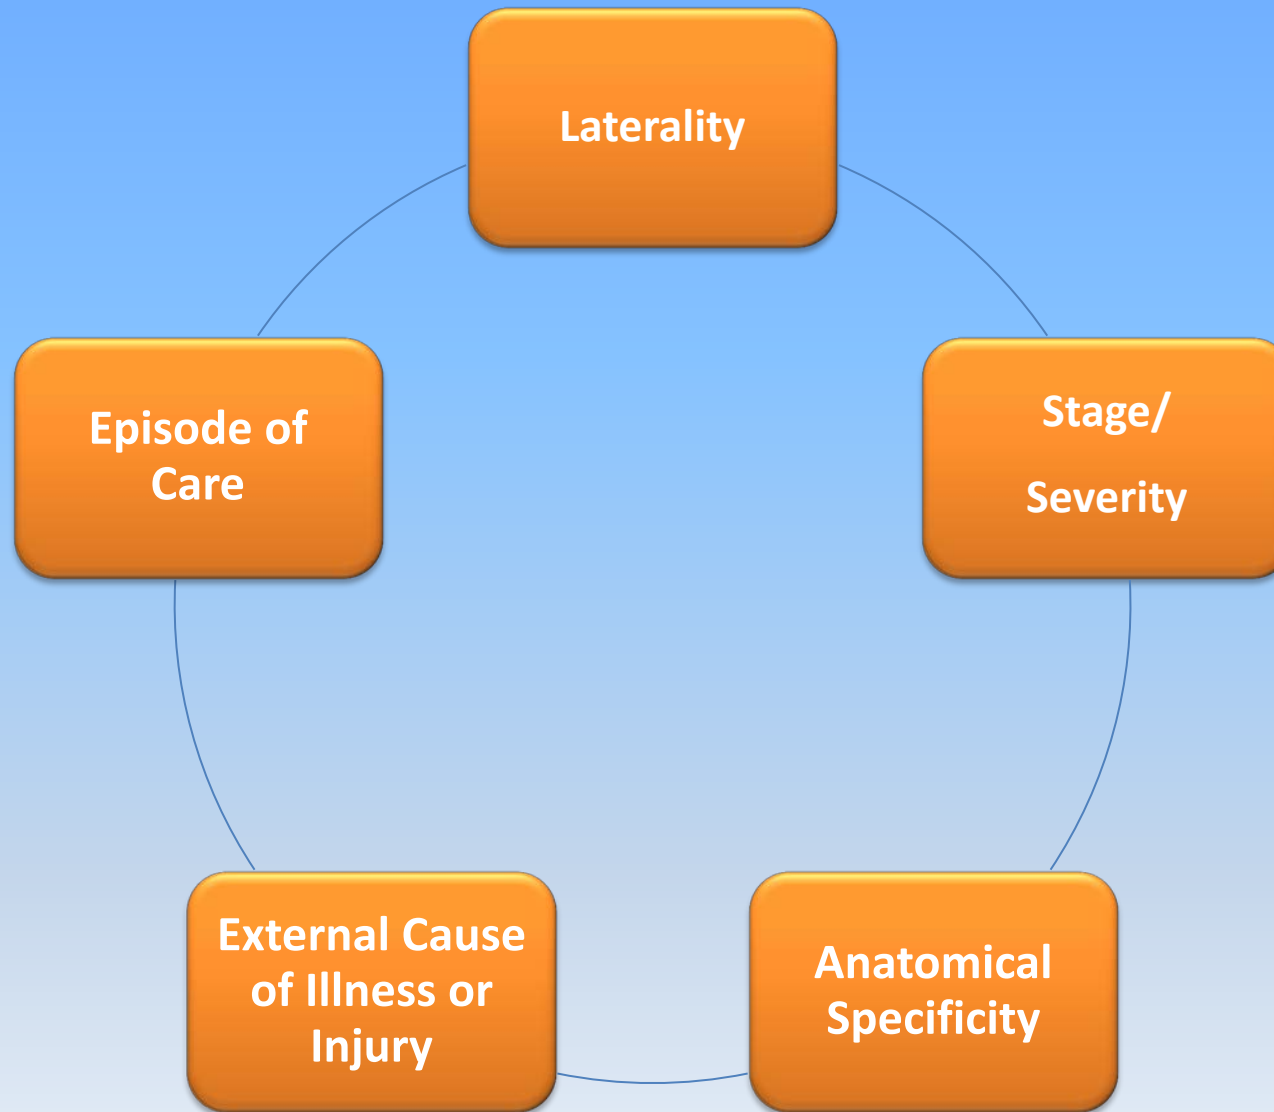 Laterality
Stage/
Severity
Anatomical
Specificity
External Cause
of Illness or
Injury
Episode of
Care